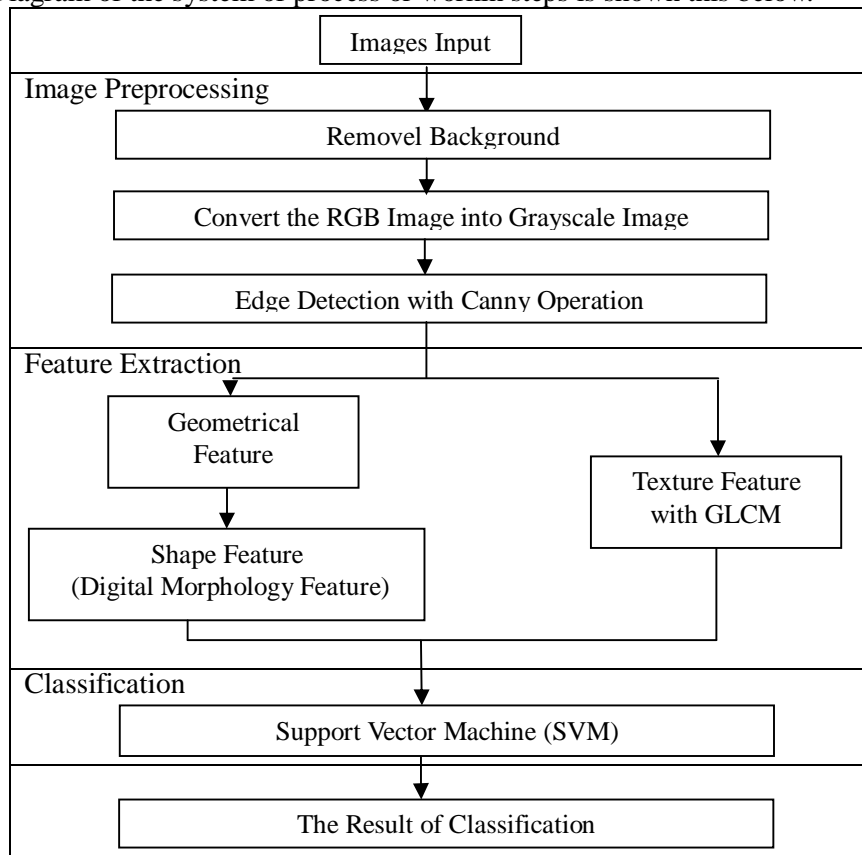 Images Input
Image Preprocessing
Removel Background
Convert the RGB Image into Grayscale Image
Edge Detection with Canny Operation
Feature Extraction
Geometrical
Feature
Texture Feature
with GLCM
Shape Feature
(Digital Morphology Feature)
Classification
Support Vector Machine (SVM)
The Result of Classification